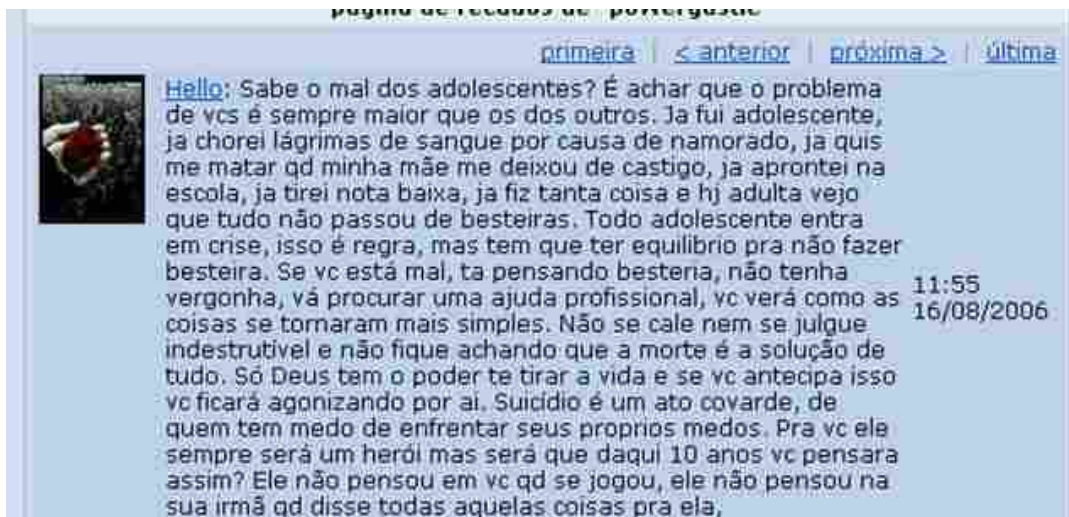 página de recados de "powergaste"
primeira | < anterior | próxima > | última
Hello: Sabe o mal dos adolescentes? É achar que o problema
de vcs é sempre maior que os dos outros. Ja fui adolescente,
ja chorei lágrimas de sangue por causa de namorado, ja quis
me matar qd minha mãe me deixou de castigo, ja aprontei na
escola, ja tirei nota baixa, ja fiz tanta coisa e hj adulta vejo
que tudo não passou de besteiras. Todo adolescente entra
em crise, isso é regra, mas tem que ter equilibrio pra não fazer
besteira. Se vc está mal, ta pensando besteria, não tenha
vergonha, vá procurar uma ajuda profissional, vc verá como as
coisas se tornaram mais simples. Não se cale nem se julgue
indestrutível e não fique achando que a morte é a solução de
tudo. Só Deus tem o poder te tirar a vida e se vc antecipa isso
vc ficará agonizando por ai. Suicídio é um ato covarde, de
quem tem medo de enfrentar seus proprios medos. Pra vc ele
sempre será um herói mas será que daqui 10 anos vc pensara
assim? Ele não pensou em vc qd se jogou, ele não pensou na
sua irmã qd disse todas aquelas coisas pra ela,
11:55
16/08/2006